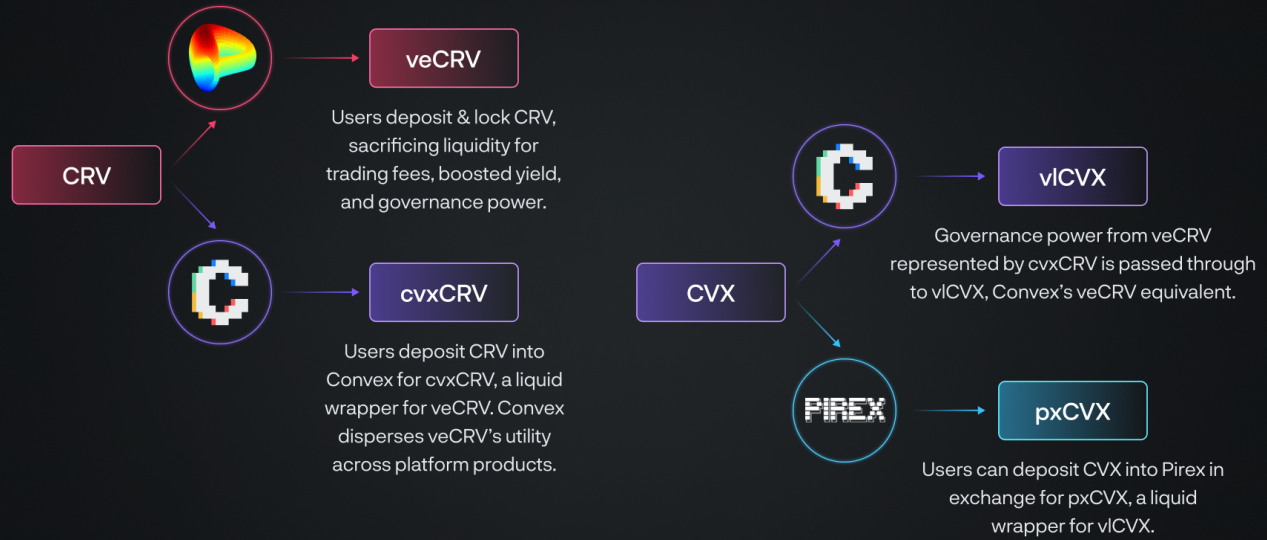 CRV
veCRV
Users deposit & lock CRV,
sacrificing liquidity for
trading fees, boosted yield,
and governance power.
cvxCRV
Users deposit CRV into
Convex for cvxCRV, a liquid
wrapper for veCRV. Convex
disperses veCRV's utility
across platform products.
CVX
vlCVX
Governance power from veCRV
represented by cvxCRV is passed through
to vlCVX, Convex's veCRV equivalent.
PIREX
pxCVX
Users can deposit CVX into Pirex in
exchange for pxCVX, a liquid
wrapper for vlCVX.